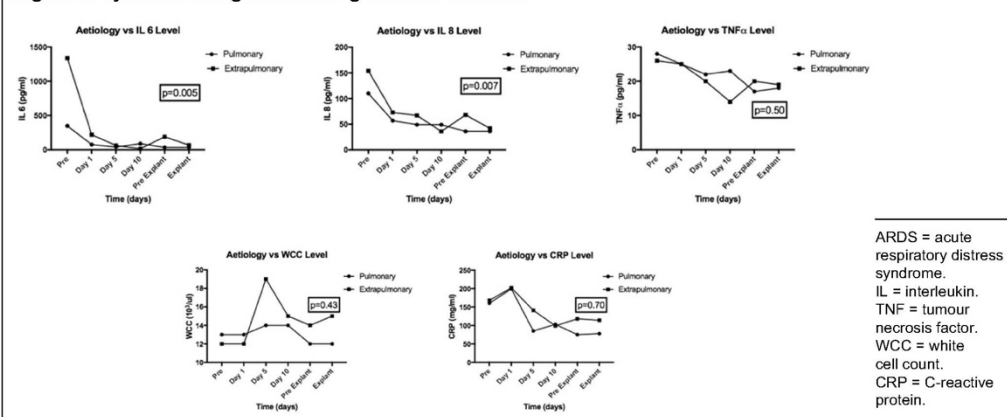 Aetiology vs IL 6 Level
1500
1000
500
0
IL 6 (pg/ml)
Pulmonary
Extrapulmonary
p=0.005
Pre
Day 1
Day 5
Day 10
Pre Explant
Explant
Time (days)
Aetiology vs IL 8 Level
200
150
100
50
0
IL 8 (pg/ml)
Pulmonary
Extrapulmonary
p=0.007
Pre
Day 1
Day 5
Day 10
Pre Explant
Explant
Time (days)
Aetiology vs TNFα Level
30
20
10
0
TNFα (pg/ml)
Pulmonary
Extrapulmonary
p=0.50
Pre
Day 1
Day 5
Day 10
Pre Explant
Explant
Time (days)
Aetiology vs WCC Level
20
18
16
14
12
10
WCC (10³/ul)
Pulmonary
Extrapulmonary
p=0.43
Pre
Day 1
Day 5
Day 10
Pre Explant
Explant
Time (days)
Aetiology vs CRP Level
250
200
150
100
50
0
CRP (mg/ml)
Pulmonary
Extrapulmonary
p=0.70
Pre
Day 1
Day 5
Day 10
Pre Explant
Explant
Time (days)
ARDS = acute
respiratory distress
syndrome.
IL = interleukin.
TNF = tumour
necrosis factor.
WCC = white
cell count.
CRP = C-reactive
protein.